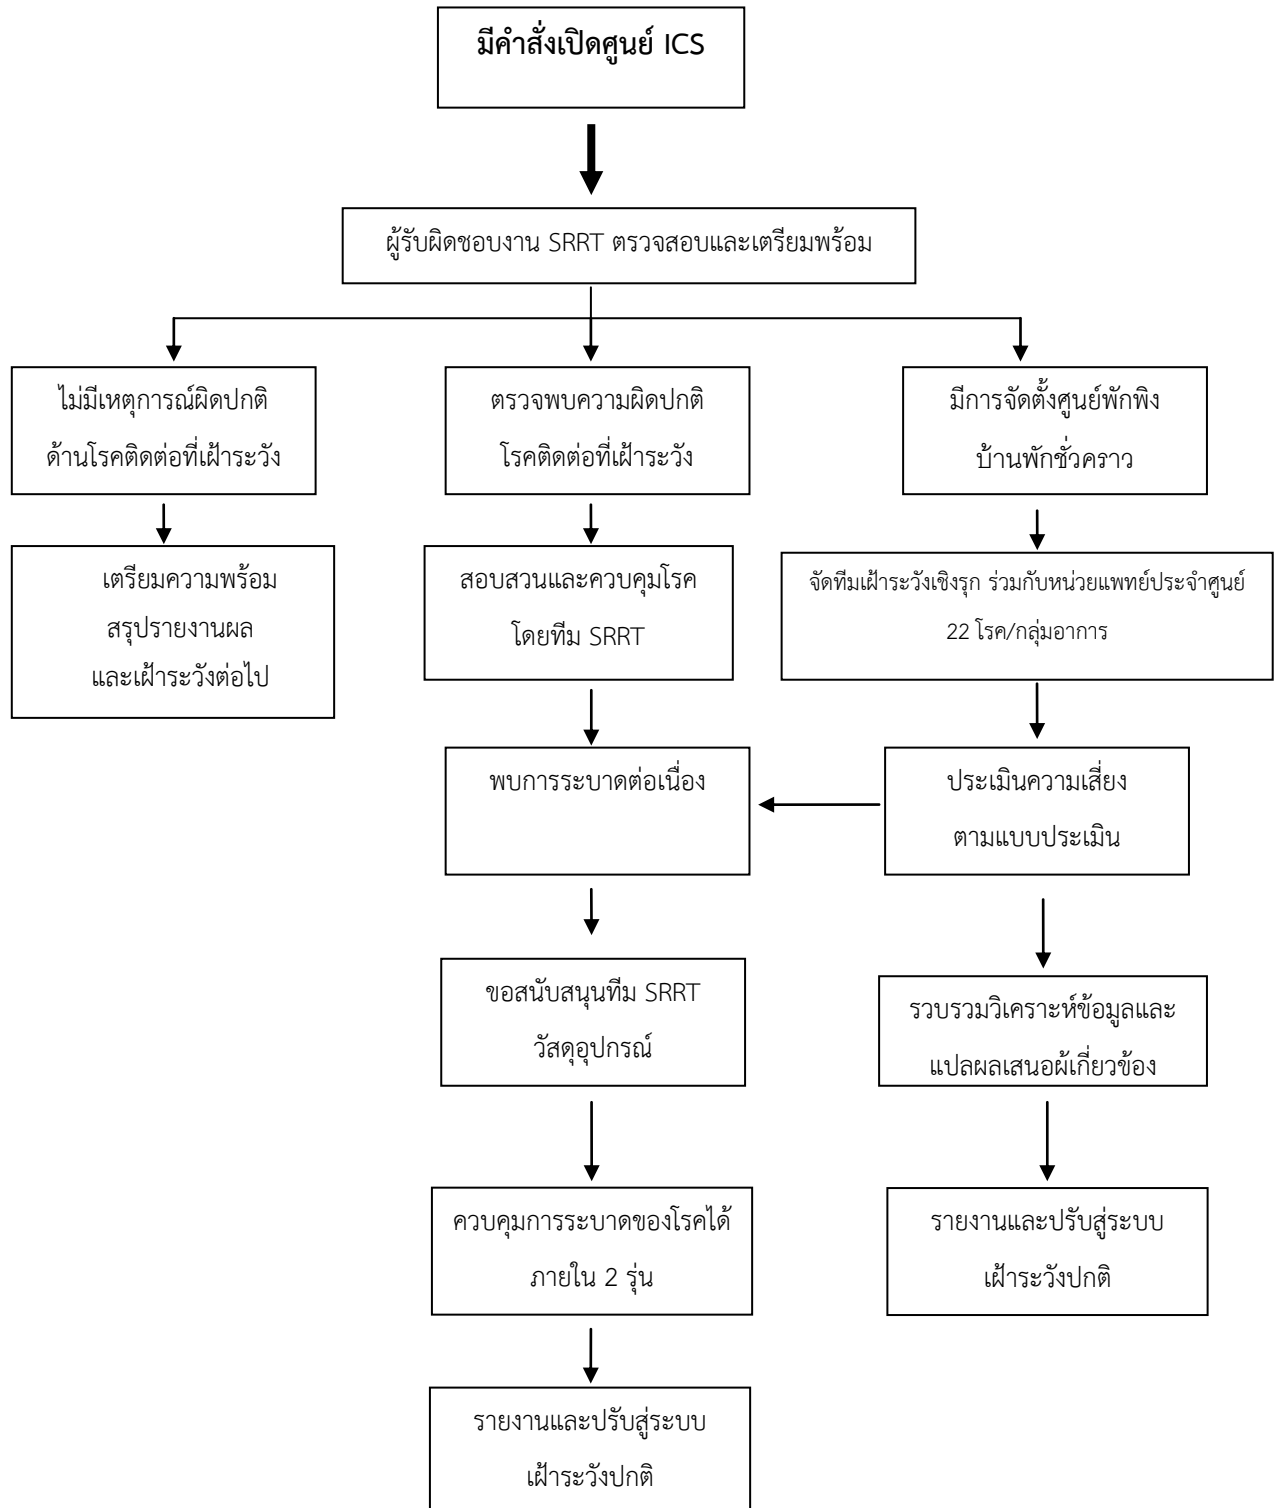 มีคำสั่งเปิดศูนย์ ICS
ผู้รับผิดชอบงาน SRRT ตรวจสอบและเตรียมพร้อม
ไม่มีเหตุการณ์ผิดปกติ
ด้านโรคติดต่อที่เฝ้าระวัง
ตรวจพบความผิดปกติ
โรคติดต่อที่เฝ้าระวัง
มีการจัดตั้งศูนย์พักพิง
บ้านพักชั่วคราว
เตรียมความพร้อม
สรุปรายงานผล
และเฝ้าระวังต่อไป
สอบสวนและควบคุมโรค
โดยทีม SRRT
จัดทีมเฝ้าระวังเชิงรุก ร่วมกับหน่วยแพทย์ประจำศูนย์
22 โรค/กลุ่มอาการ
พบการระบาดต่อเนื่อง
ประเมินความเสี่ยง
ตามแบบประเมิน
ขอสนับสนุนทีม SRRT
วัสดุอุปกรณ์
รวบรวมวิเคราะห์ข้อมูลและ
แปลผลเสนอผู้เกี่ยวข้อง
ควบคุมการระบาดของโรคได้
ภายใน 2 รุ่น
รายงานและปรับสู่ระบบ
เฝ้าระวังปกติ
รายงานและปรับสู่ระบบ
เฝ้าระวังปกติ